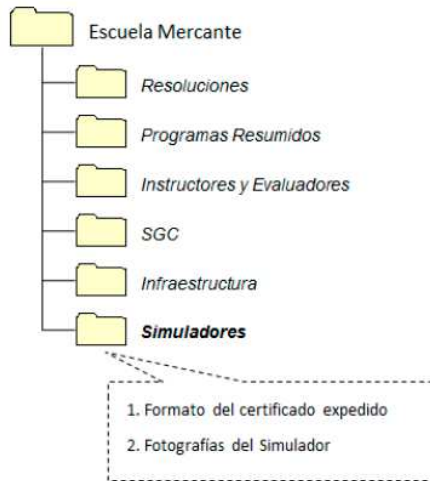 Escuela Mercante
Resoluciones
Programas Resumidos
Instructores y Evaluadores
SGC
Infraestructura
Simuladores
1. Formato del certificado expedido
2. Fotografías del Simulador